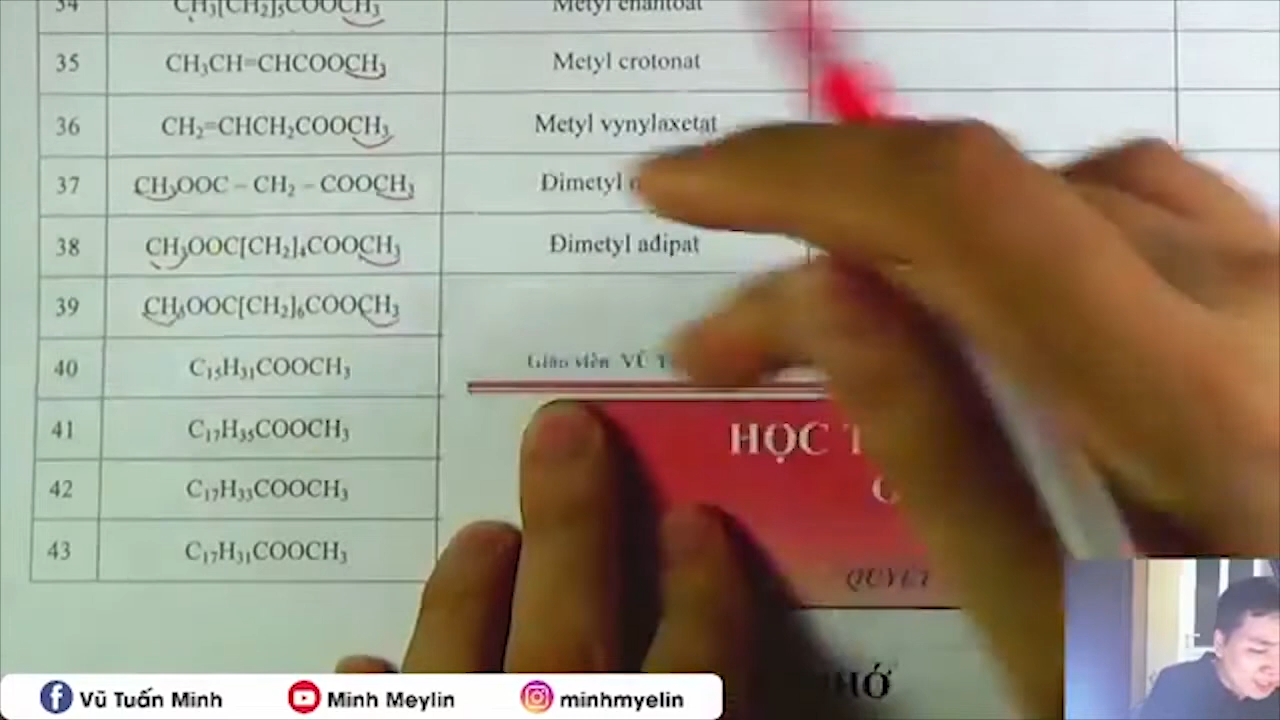 34 CH₃[CH₂]₅COOCH₃ Metyl enantoat
35 CH₃CH=CHCOOCH₃ Metyl crotonat
36 CH₂=CHCH₂COOCH₃ Metyl vynylaxetat
37 CH₃OOC – CH₂ – COOCH₃ Đimetyl
38 CH₃OOC[CH₂]₄COOCH₃ Đimetyl ađipat
39 CH₃OOC[CH₂]₆COOCH₃
40 C₁₅H₃₁COOCH₃
Giáo viên VŨ
41 C₁₇H₃₅COOCH₃
HỌC
42 C₁₇H₃₃COOCH₃
43 C₁₇H₃₁COOCH₃
QUYẾT
Vũ Tuấn Minh Minh Meylin minhmyelin